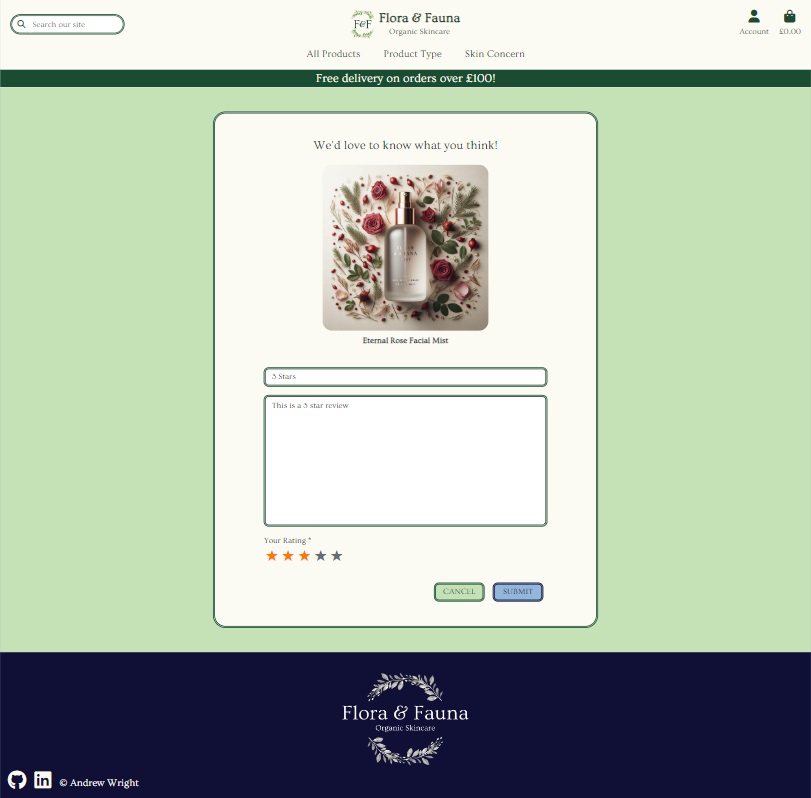 Search our site
F&F
Flora & Fauna
Organic Skincare
Account
£0.00
All Products
Product Type
Skin Concern
Free delivery on orders over £100!
We'd love to know what you think!
Eternal Rose Facial Mist
3 Stars
This is a 3 star review
Your Rating *
CANCEL
SUBMIT
Flora & Fauna
Organic Skincare
© Andrew Wright